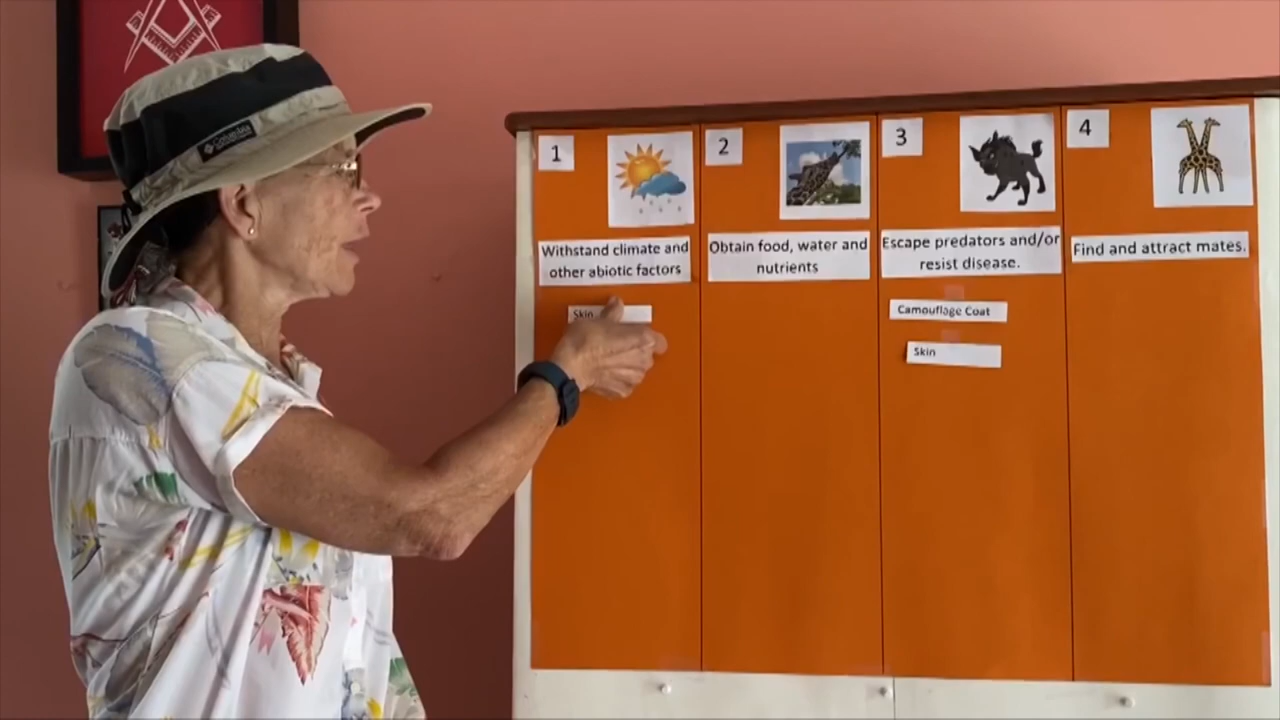 Columbia
1
2
3
4
Withstand climate and
other abiotic factors
Obtain food, water and
nutrients
Escape predators and/or
resist disease.
Find and attract mates.
Skin
Camouflage Coat
Skin